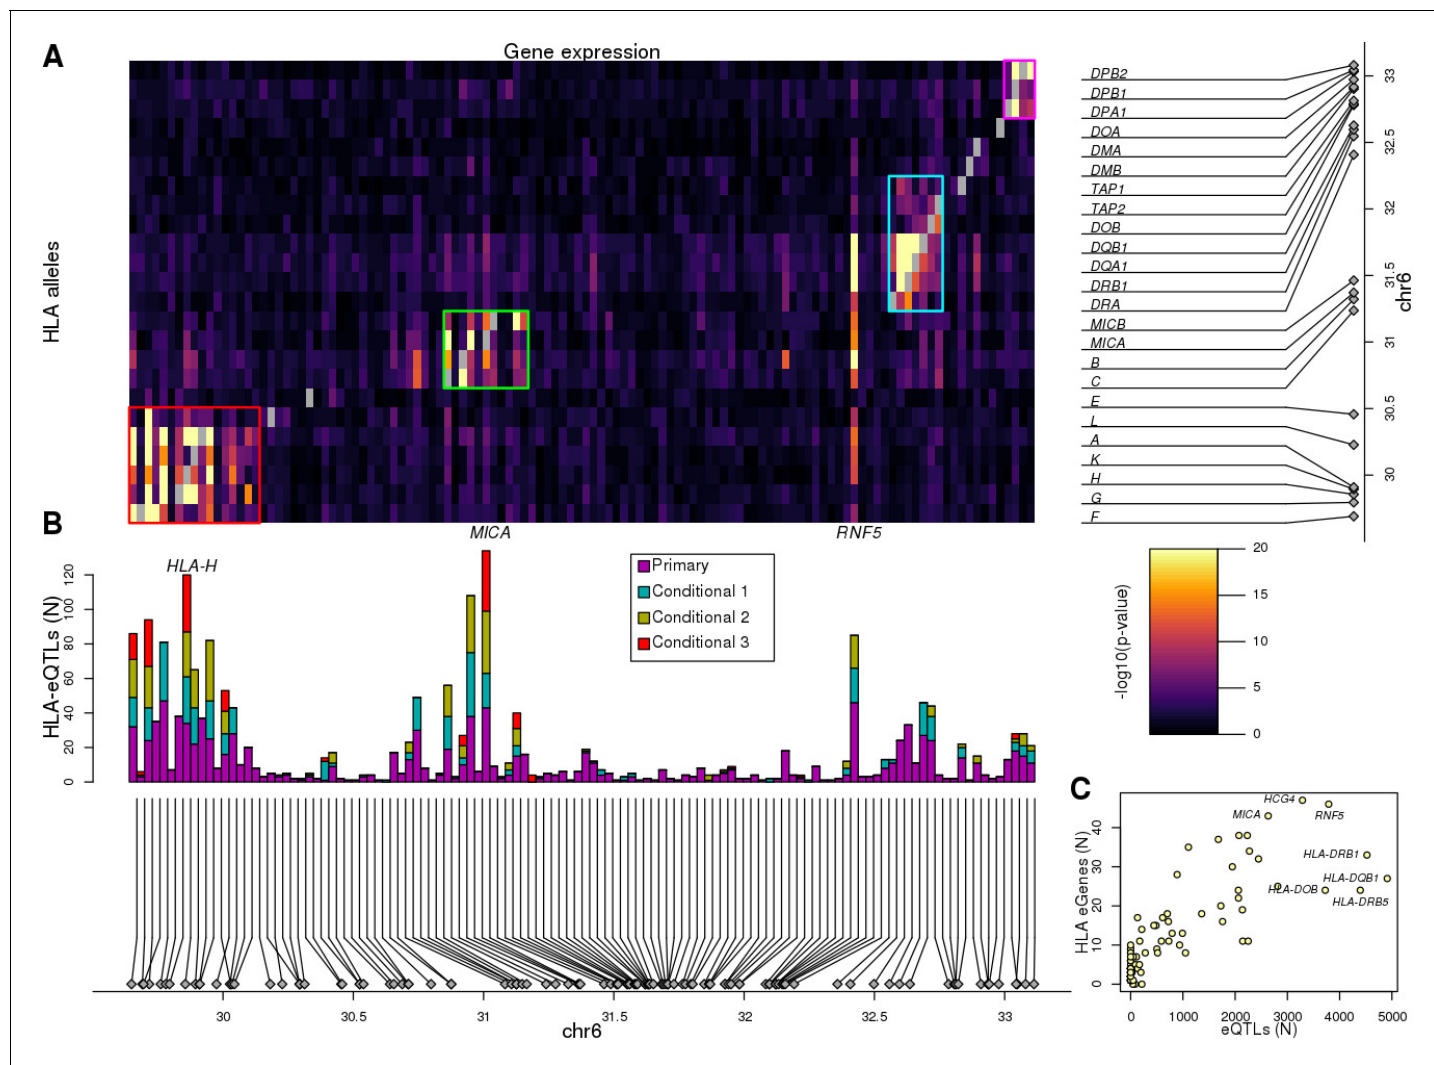 A
Gene expression
HLA alleles
DPB2
DPB1
DPA1
DOA
DMA
DMB
TAP1
TAP2
DOB
DQB1
DQA1
DRB1
DRA
MICB
MICA
B
C
E
L
A
K
H
G
F
33
32.5
32
31.5
31
30.5
30
chr6
B
HLA-H
MICA
RNF5
HLA-eQTLs (N)
120
100
80
60
40
20
0
Primary
Conditional 1
Conditional 2
Conditional 3
30
30.5
31
31.5
32
32.5
33
chr6
-log10(p-value)
20
15
10
5
0
C
HLA eGenes (N)
40
30
20
10
0
HCG4
MICA
RNF5
HLA-DRB1
HLA-DQB1
HLA-DOB
HLA-DRB5
0
1000
2000
3000
4000
5000
eQTLs (N)